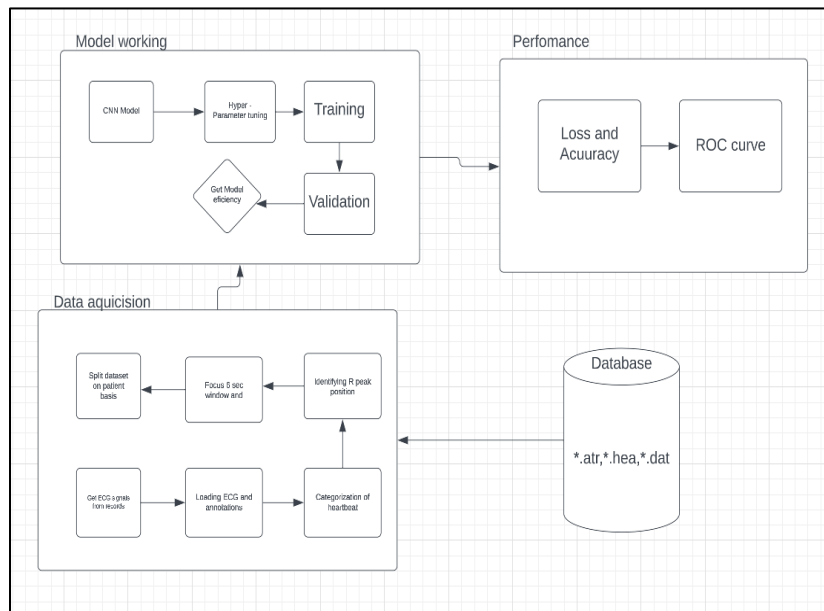 Model working
CNN Model
Hyper -
Parameter tuning
Training
Validation
Get Model
eficiency
Perfomance
Loss and
Acuuracy
ROC curve
Data aquicision
Split dataset
on patient
basis
Focus 5 sec
window and
Identifying R peak
position
Get ECG signals
from records
Loading ECG and
annotations
Categorization of
heartbeat
Database
*.atr,*.hea,*.dat